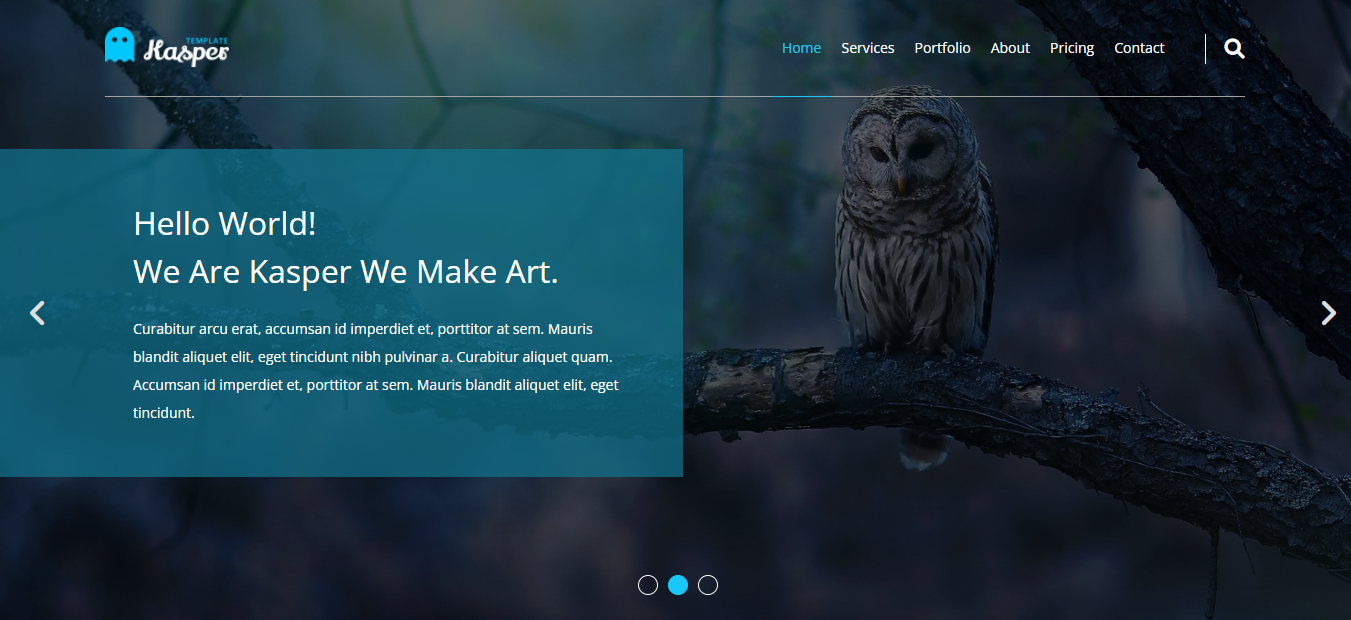 TEMPLATE
Kasper
Home Services Portfolio About Pricing Contact
Hello World!
We Are Kasper We Make Art.
Curabitur arcu erat, accumsan id imperdiet et, porttitor at sem. Mauris
blandit aliquet elit, eget tincidunt nibh pulvinar a. Curabitur aliquet quam.
Accumsan id imperdiet et, porttitor at sem. Mauris blandit aliquet elit, eget
tincidunt.